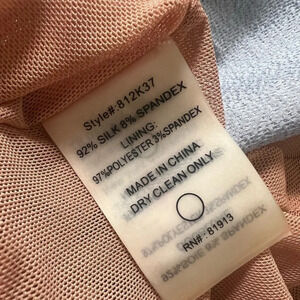 Style#:812K37
92% SILK 8% SPANDEX
LINING:
97%POLYESTER 3%SPANDEX
MADE IN CHINA
DRY CLEAN ONLY
RN#: 81913